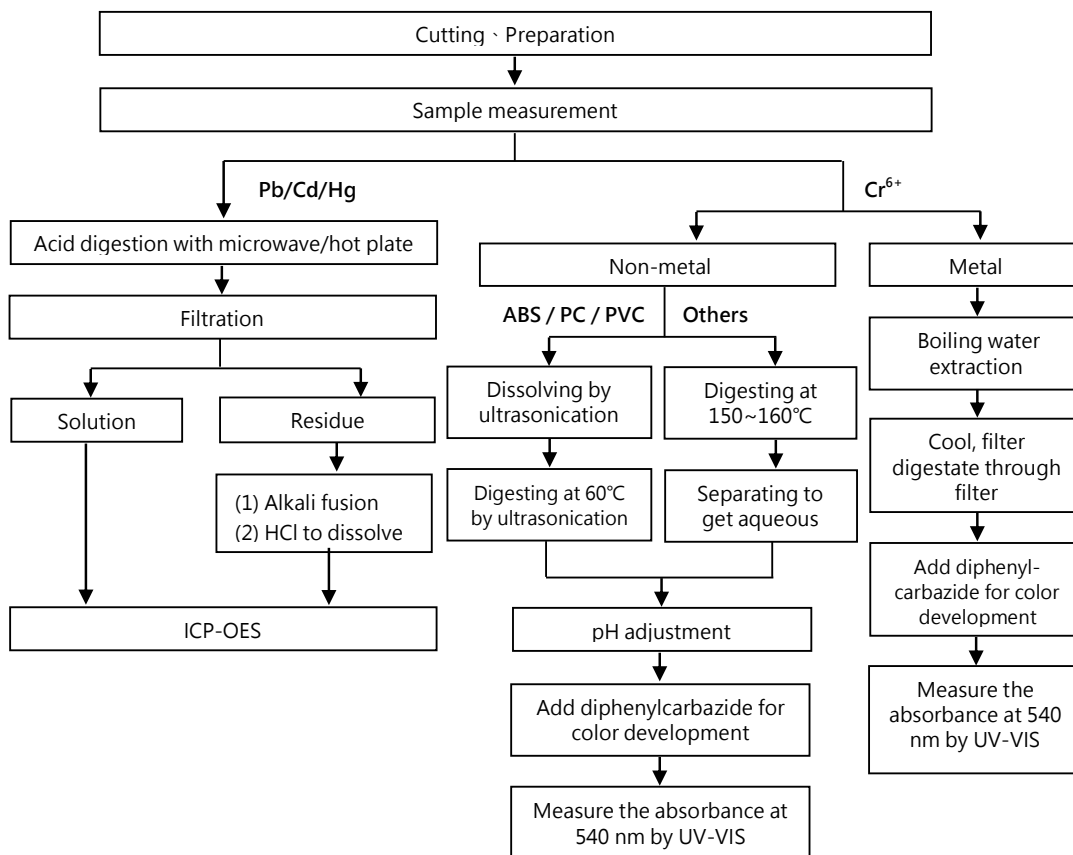 Cutting、Preparation
Sample measurement
Pb/Cd/Hg
Acid digestion with microwave/hot plate
Filtration
Solution
Residue
(1) Alkali fusion
(2) HCl to dissolve
ICP-OES
Cr⁶⁺
Non-metal
ABS / PC / PVC
Dissolving by
ultrasonication
Digesting at 60℃
by ultrasonication
Others
Digesting at
150~160℃
Separating to
get aqueous
pH adjustment
Add diphenylcarbazide for
color development
Measure the absorbance at
540 nm by UV-VIS
Metal
Boiling water
extraction
Cool, filter
digestate through
filter
Add diphenyl-
carbazide for color
development
Measure the
absorbance at 540
nm by UV-VIS